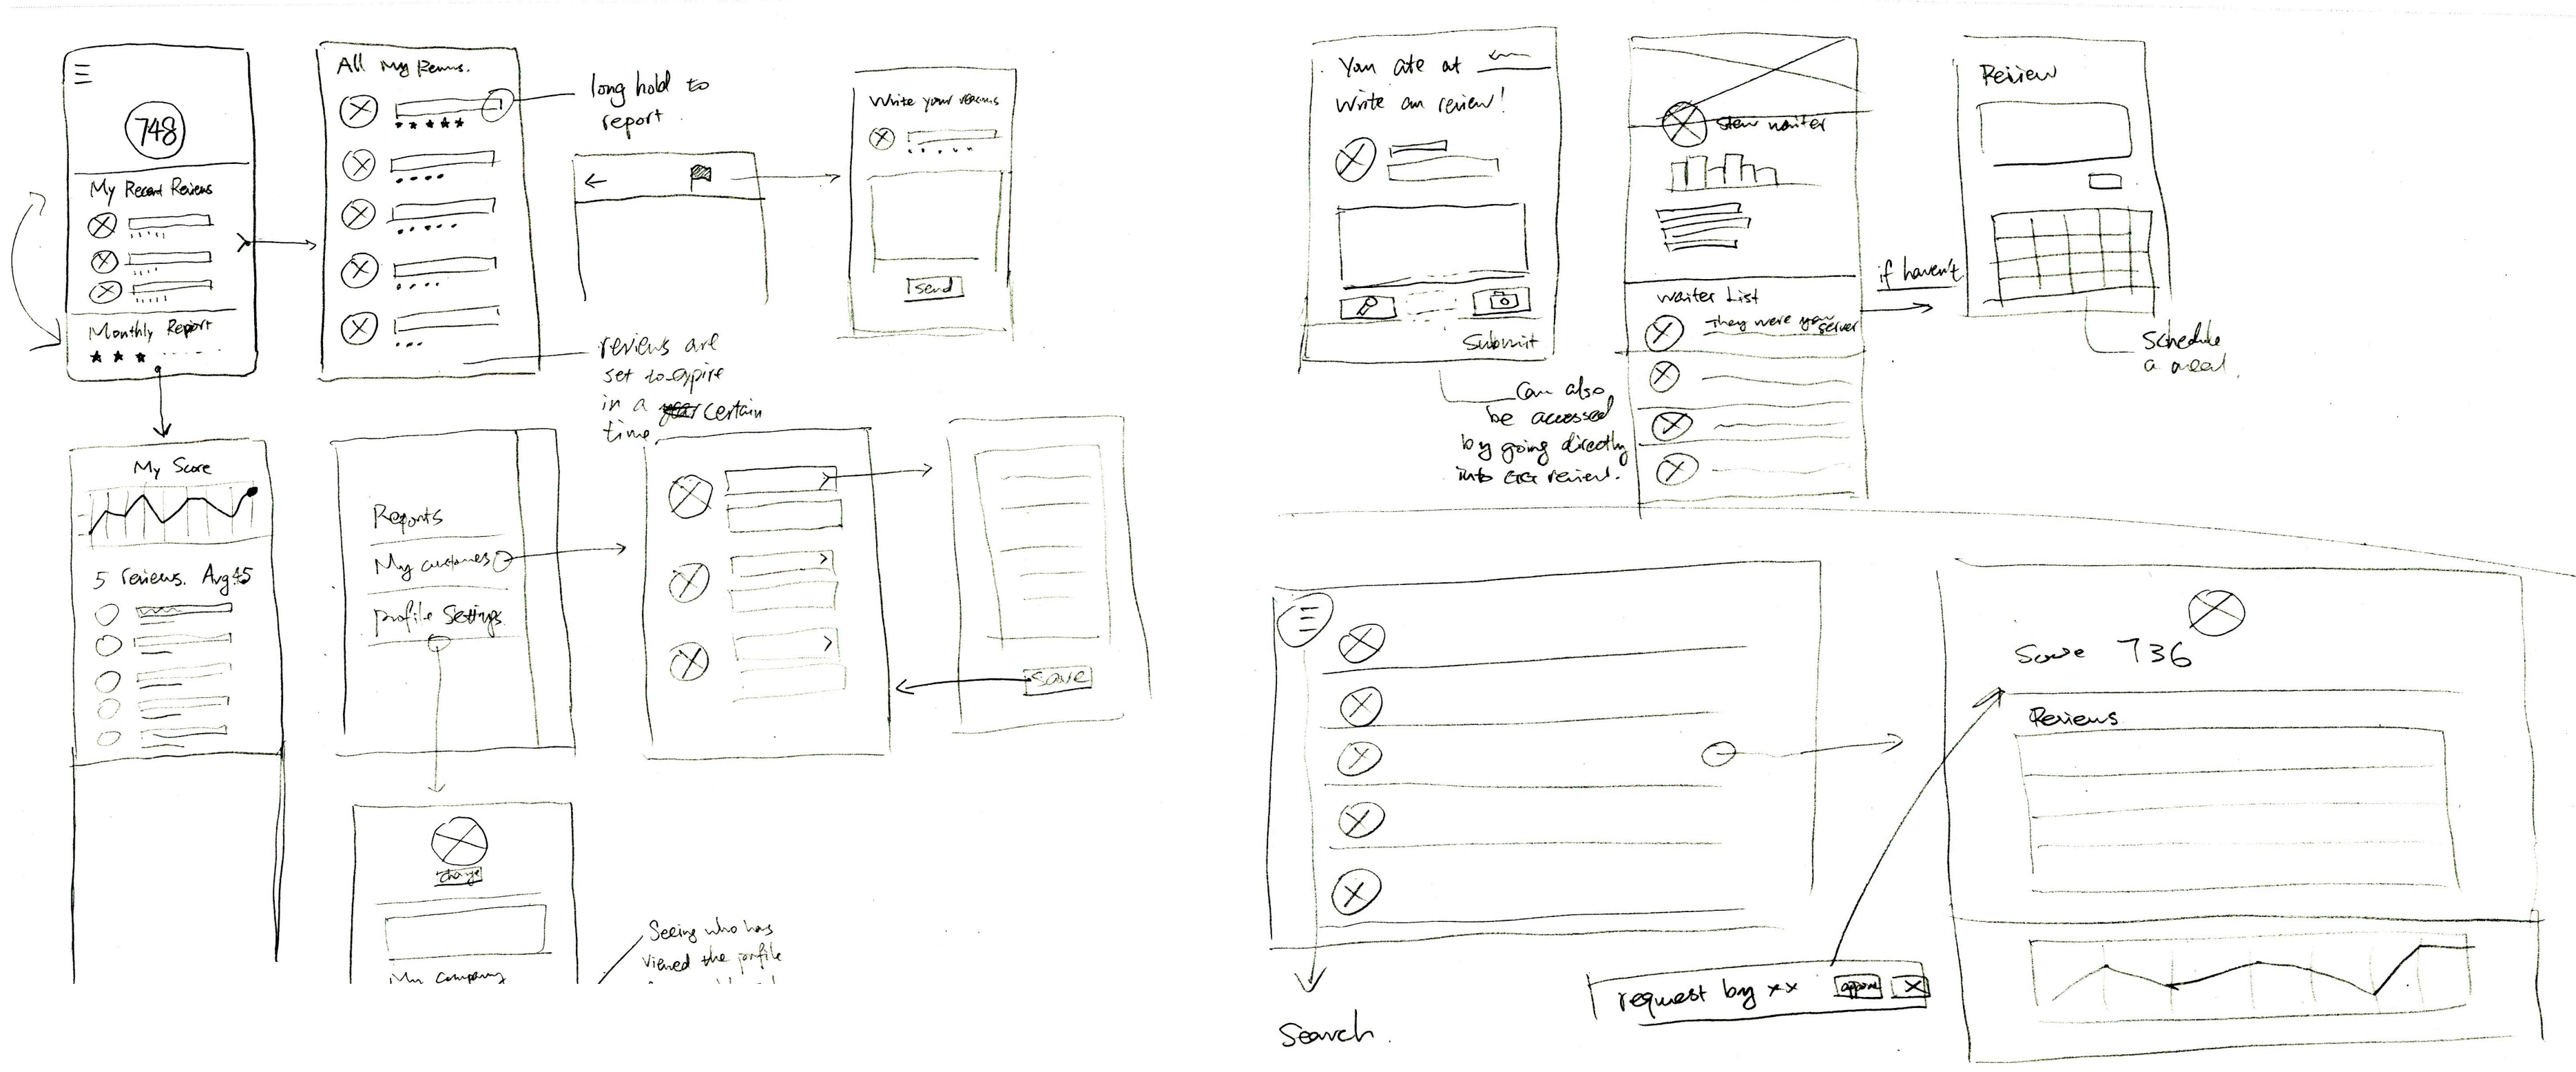 748
My Recent Reviews
Monthly Report
All My
long hold to
report
Write your
send
reviews are
set to expire
in a certain
time.
My Score
5 reviews. Avg 4.5
Reports
My customers
Profile Settings
save
change
My company
Seeing who has
viewed the profile
You ate at
Write an review!
Submit
Can also
be accessed
by going directly
into review.
waiter
Waiter List
They were your server
if haven't
Review
Schedule
a meal.
Search.
request by xx
X
Score 736
Reviews